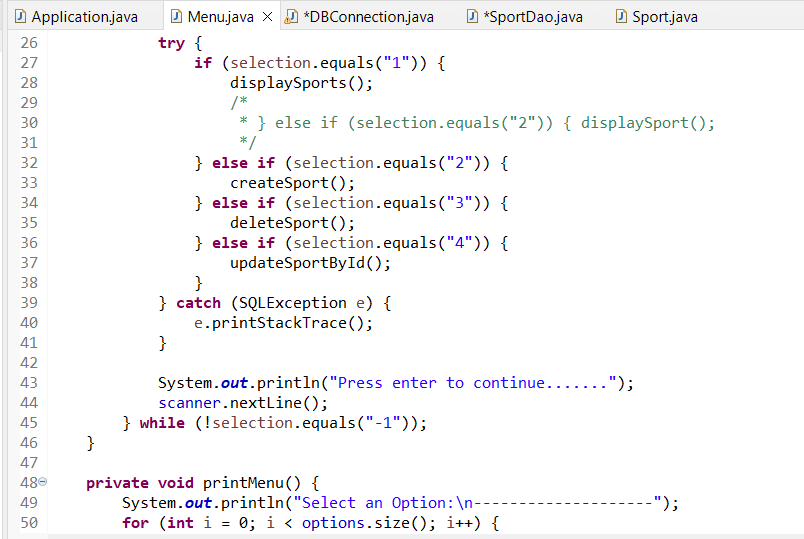 Application.java Menu.java *DBConnection.java *SportDao.java Sport.java
26 try {
27 if (selection.equals("1")) {
28 displaySports();
29 /*
30 * } else if (selection.equals("2")) { displaySport();
31 */
32 } else if (selection.equals("2")) {
33 createSport();
34 } else if (selection.equals("3")) {
35 deleteSport();
36 } else if (selection.equals("4")) {
37 updateSportById();
38 }
39 } catch (SQLException e) {
40 e.printStackTrace();
41 }
42
43 System.out.println("Press enter to continue.......");
44 scanner.nextLine();
45 } while (!selection.equals("-1"));
46 }
47
48 private void printMenu() {
49 System.out.println("Select an Option:\n--------------------");
50 for (int i = 0; i < options.size(); i++) {